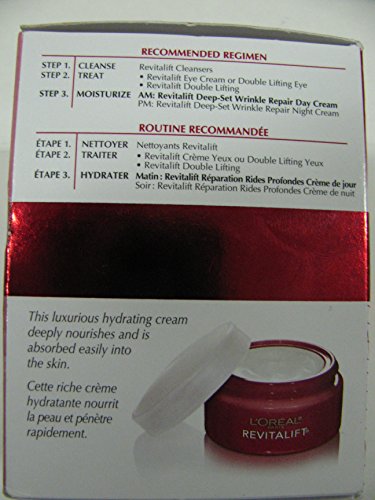 RECOMMENDED REGIMEN
STEP 1. CLEANSE Revitalift Cleansers
STEP 2. TREAT • Revitalift Eye Cream or Double Lifting Eye
• Revitalift Double Lifting
STEP 3. MOISTURIZE AM: Revitalift Deep-Set Wrinkle Repair Day Cream
PM: Revitalift Deep-Set Wrinkle Repair Night Cream
ROUTINE RECOMMANDÉE
ÉTAPE 1. NETTOYER Nettoyants Revitalift
ÉTAPE 2. TRAITER • Revitalift Crème Yeux ou Double Lifting Yeux
• Revitalift Double Lifting
ÉTAPE 3. HYDRATER Matin : Revitalift Réparation Rides Profondes Crème de jour
Soir : Revitalift Réparation Rides Profondes Crème de nuit
This luxurious hydrating cream
deeply nourishes and is
absorbed easily into
the skin.
Cette riche crème
hydratante nourrit
la peau et pénètre
rapidement.
L'ORÉAL
PARIS
REVITALIFT